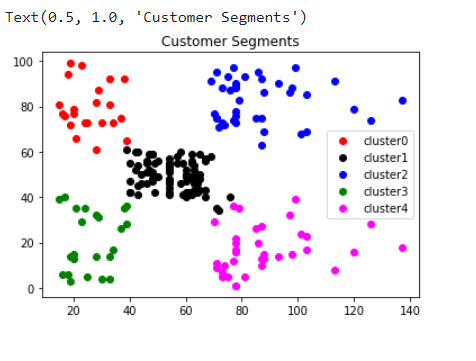 Text(0.5, 1.0, 'Customer Segments')
Customer Segments
100
80
60
40
20
0
cluster0
cluster1
cluster2
cluster3
cluster4
20 40 60 80 100 120 140